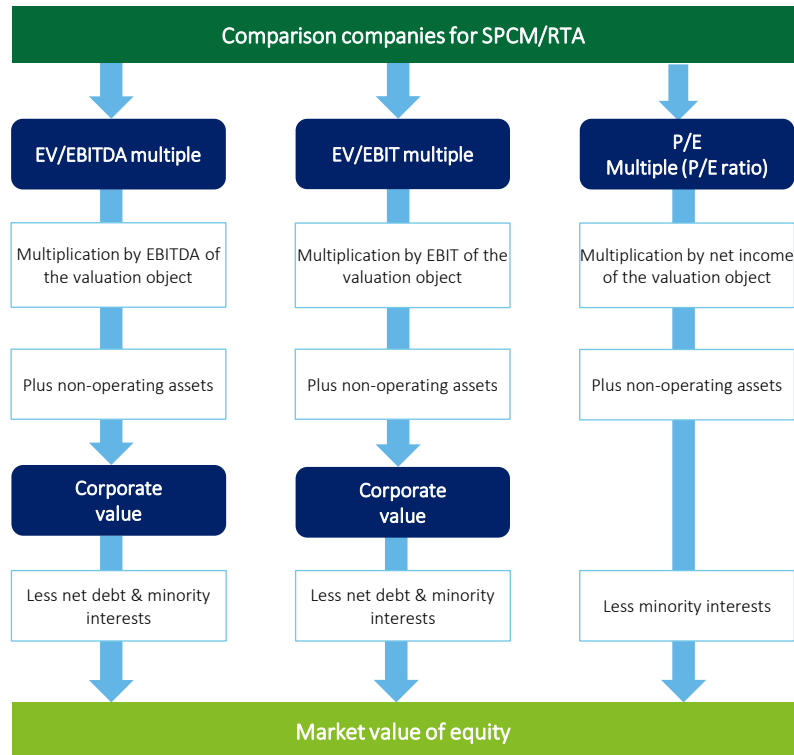 Comparison companies for SPCM/RTA
EV/EBITDA multiple
EV/EBIT multiple
P/E
Multiple (P/E ratio)
Multiplication by EBITDA of
the valuation object
Multiplication by EBIT of the
valuation object
Multiplication by net income
of the valuation object
Plus non-operating assets
Plus non-operating assets
Plus non-operating assets
Corporate
value
Corporate
value
Less net debt & minority
interests
Less net debt & minority
interests
Less minority interests
Market value of equity